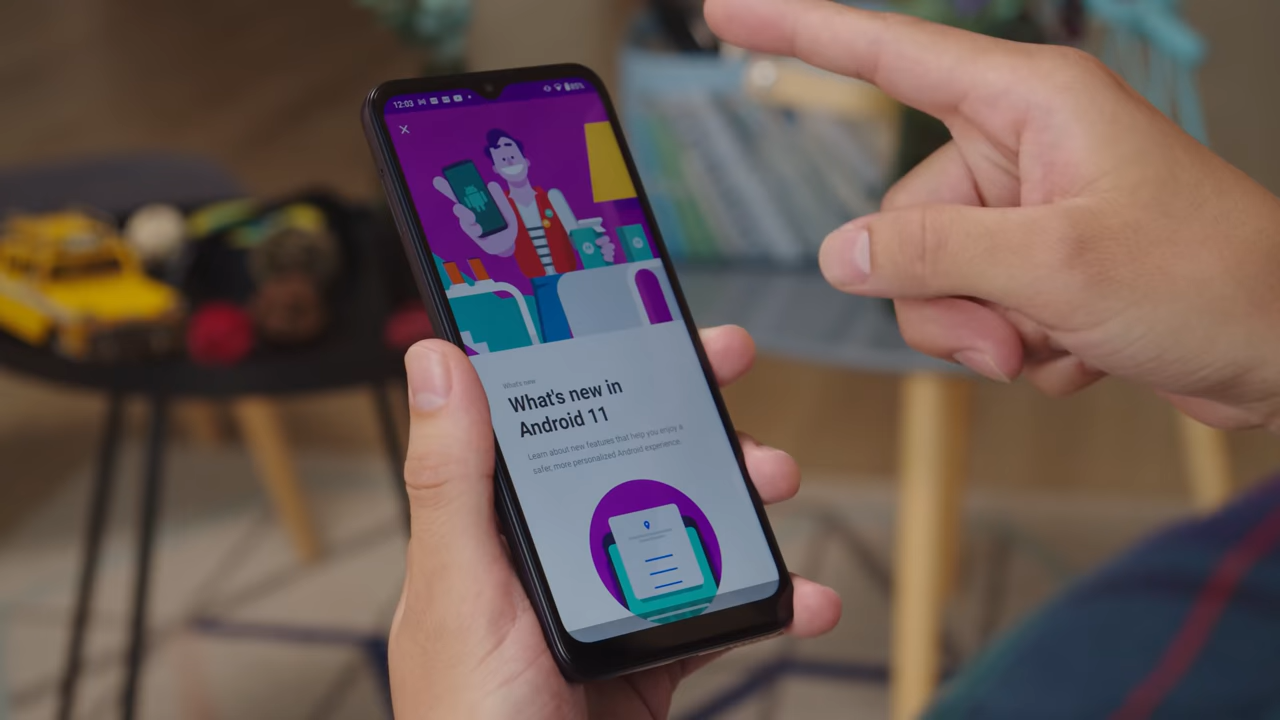 12:03
85%
What's new
What's new in
Android 11
Learn about new features that help you enjoy a
safer, more personalized Android experience.